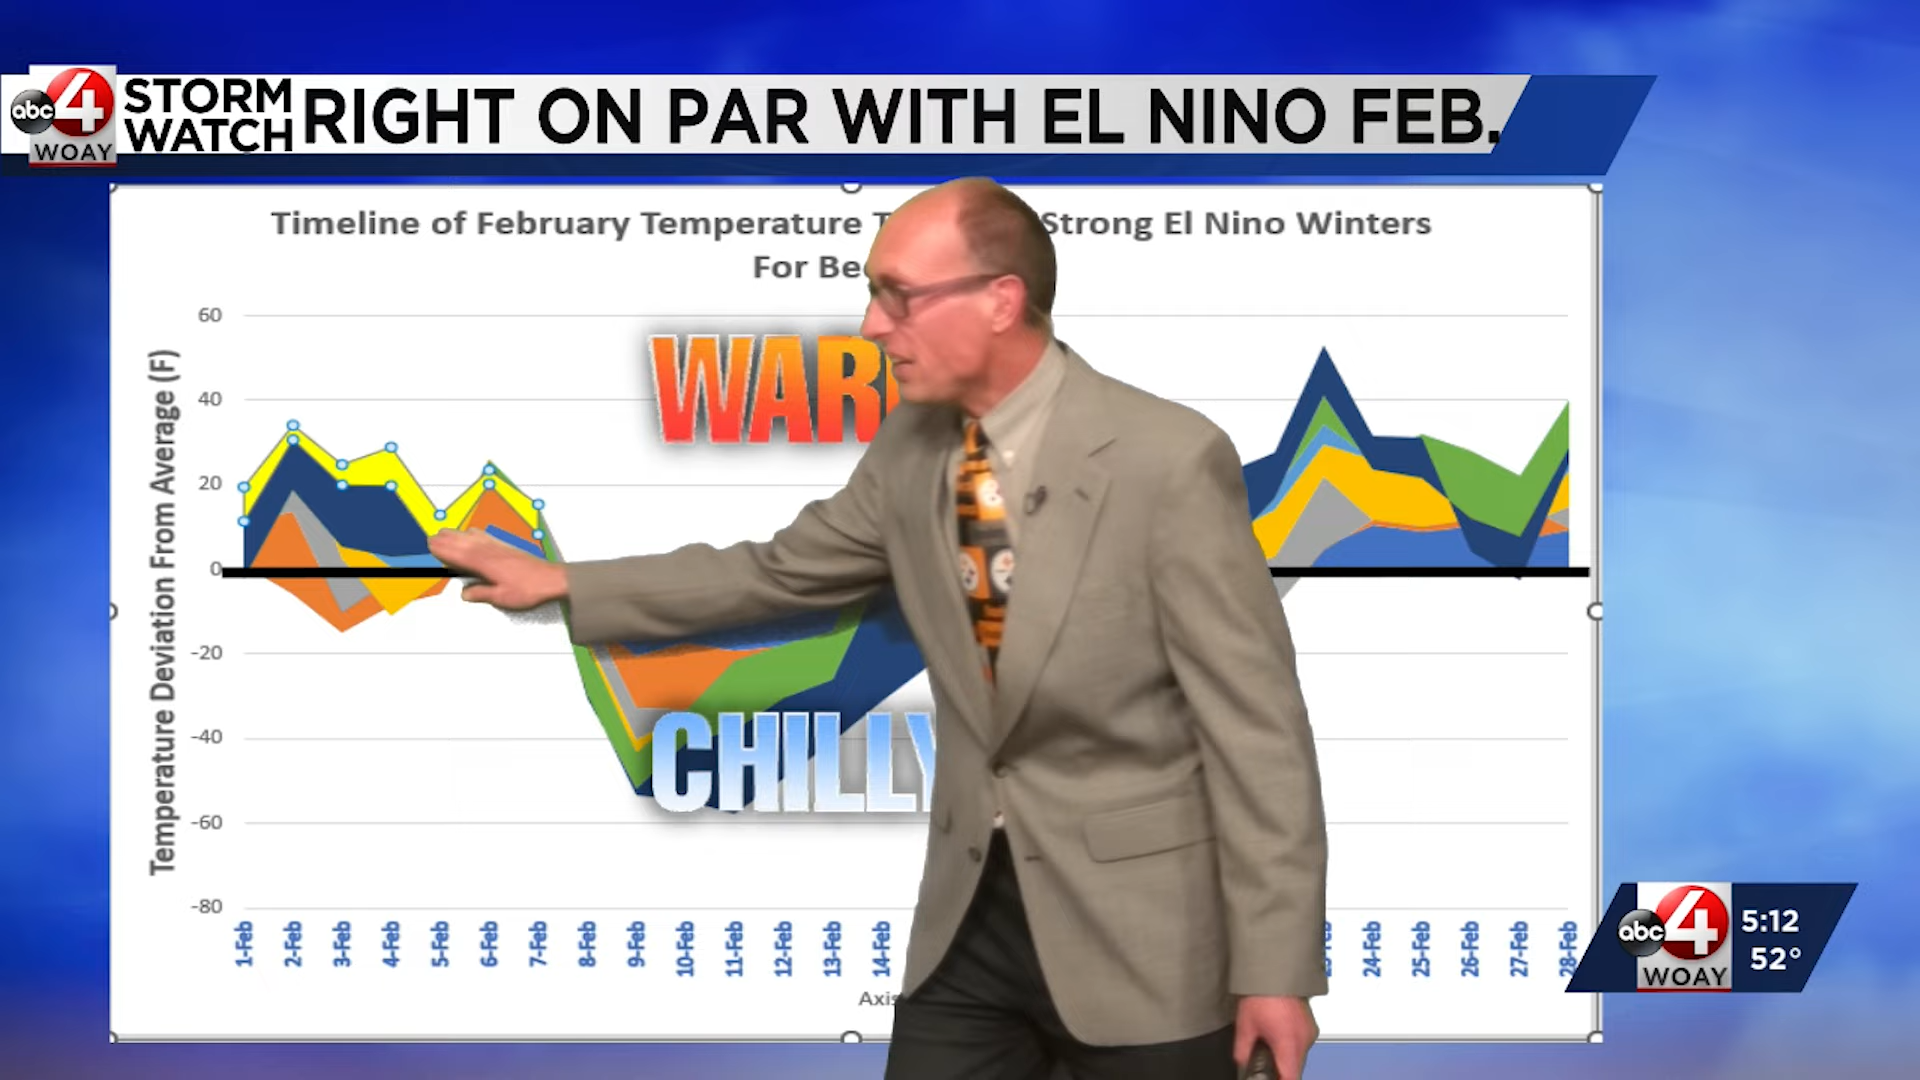 abc 4 WOAY
STORM WATCH
RIGHT ON PAR WITH EL NINO FEB.
Timeline of February Temperature Strong El Nino Winters
For
60
40
20
0
-20
-40
-60
-80
Temperature Deviation From Average (F)
CHILLY
1-Feb
2-Feb
3-Feb
4-Feb
5-Feb
6-Feb
7-Feb
8-Feb
9-Feb
10-Feb
11-Feb
12-Feb
13-Feb
14-Feb
24-Feb
25-Feb
26-Feb
27-Feb
28-Feb
abc 4 WOAY
5:12
52°